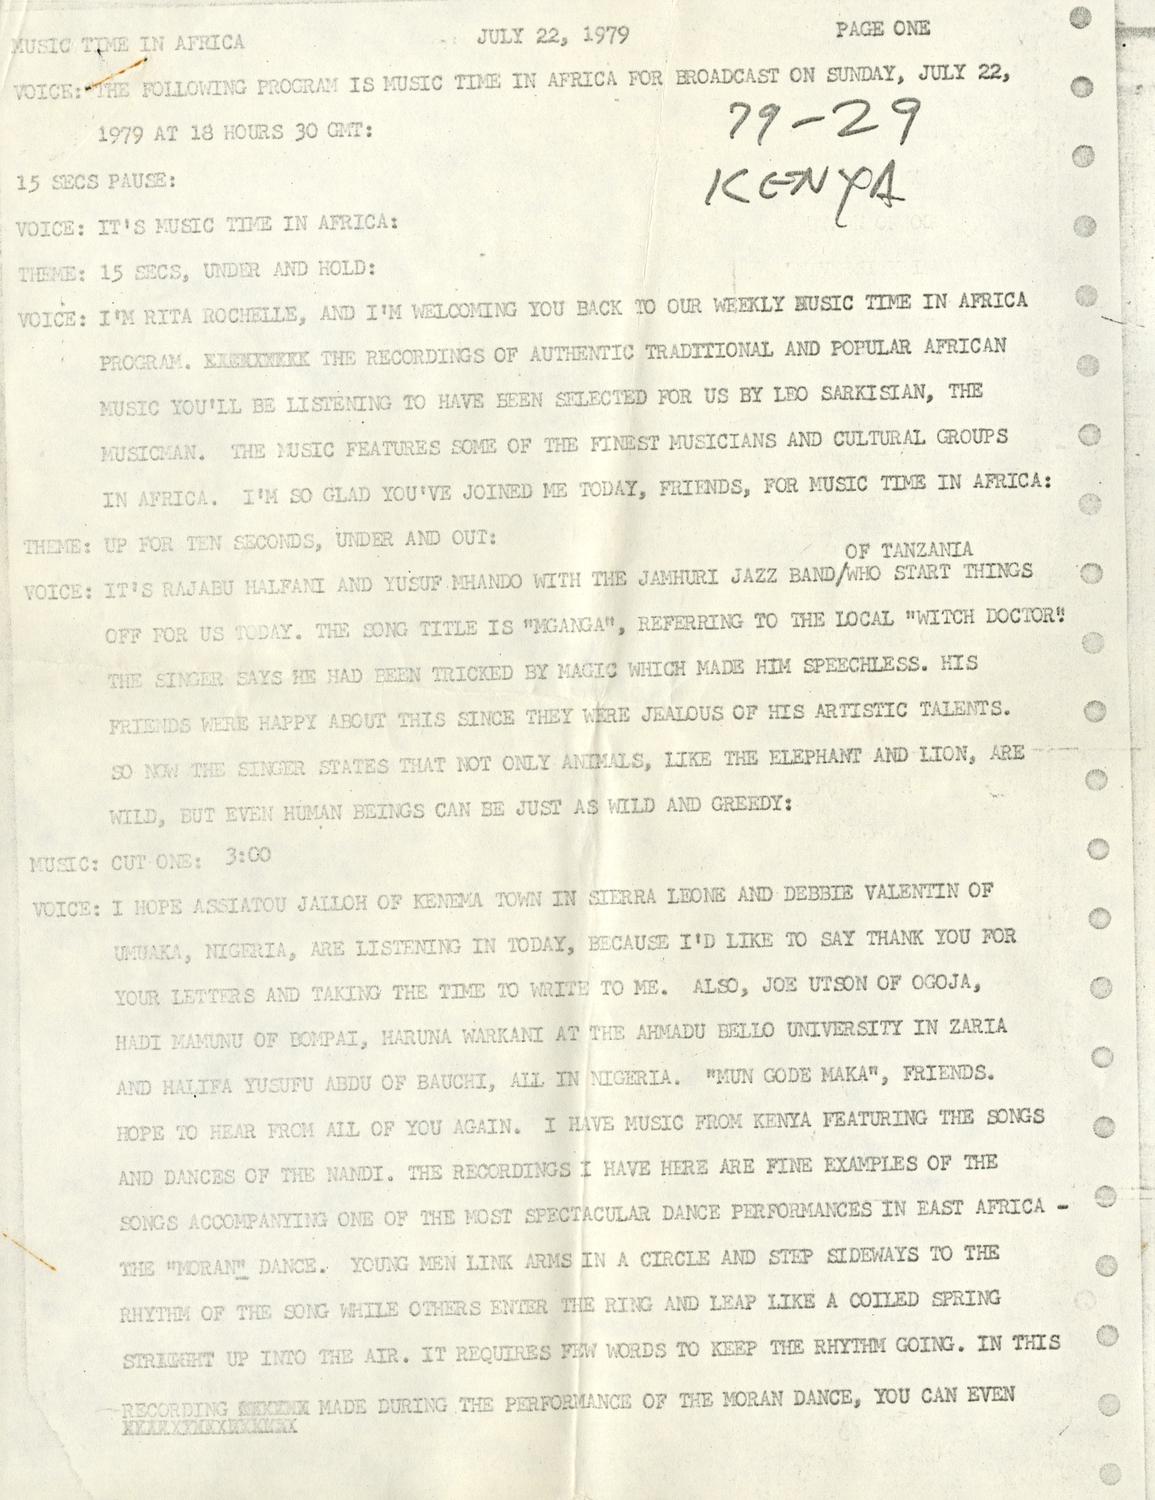 MUSIC TIME IN AFRICA JULY 22, 1979 PAGE ONE
VOICE: THE FOLLOWING PROGRAM IS MUSIC TIME IN AFRICA FOR BROADCAST ON SUNDAY, JULY 22,
1979 AT 18 HOURS 30 GMT:
79-29
KENYA
15 SECS PAUSE:
VOICE: IT'S MUSIC TIME IN AFRICA:
THEME: 15 SECS, UNDER AND HOLD:
VOICE: I'M RITA ROCHELLE, AND I'M WELCOMING YOU BACK TO OUR WEEKLY MUSIC TIME IN AFRICA
PROGRAM. THE RECORDINGS OF AUTHENTIC TRADITIONAL AND POPULAR AFRICAN
MUSIC YOU'LL BE LISTENING TO HAVE BEEN SELECTED FOR US BY LEO SARKISIAN, THE
MUSICMAN. THE MUSIC FEATURES SOME OF THE FINEST MUSICIANS AND CULTURAL GROUPS
IN AFRICA. I'M SO GLAD YOU'VE JOINED ME TODAY, FRIENDS, FOR MUSIC TIME IN AFRICA:
THEME: UP FOR TEN SECONDS, UNDER AND OUT:
OF TANZANIA
VOICE: IT'S RAJABU HALFANI AND YUSUF MHANDO WITH THE JAMHURI JAZZ BAND/WHO START THINGS
OFF FOR US TODAY. THE SONG TITLE IS "MGANGA", REFERRING TO THE LOCAL "WITCH DOCTOR".
THE SINGER SAYS HE HAD BEEN TRICKED BY MAGIC WHICH MADE HIM SPEECHLESS. HIS
FRIENDS WERE HAPPY ABOUT THIS SINCE THEY WERE JEALOUS OF HIS ARTISTIC TALENTS.
SO NOW THE SINGER STATES THAT NOT ONLY ANIMALS, LIKE THE ELEPHANT AND LION, ARE
WILD, BUT EVEN HUMAN BEINGS CAN BE JUST AS WILD AND GREEDY:
MUSIC: CUT ONE: 3:00
VOICE: I HOPE ASSIATOU JALLOH OF KENEMA TOWN IN SIERRA LEONE AND DEBBIE VALENTIN OF
UMUAKA, NIGERIA, ARE LISTENING IN TODAY, BECAUSE I'D LIKE TO SAY THANK YOU FOR
YOUR LETTERS AND TAKING THE TIME TO WRITE TO ME. ALSO, JOE UTSON OF OGOJA,
HADI MAMUNU OF BOMPAI, HARUNA WARKANI AT THE AHMADU BELLO UNIVERSITY IN ZARIA
AND HALIFA YUSUFU ABDU OF BAUCHI, ALL IN NIGERIA. "MUN GODE MAKA", FRIENDS.
HOPE TO HEAR FROM ALL OF YOU AGAIN. I HAVE MUSIC FROM KENYA FEATURING THE SONGS
AND DANCES OF THE NANDI. THE RECORDINGS I HAVE HERE ARE FINE EXAMPLES OF THE
SONGS ACCOMPANYING ONE OF THE MOST SPECTACULAR DANCE PERFORMANCES IN EAST AFRICA -
THE "MORAN" DANCE. YOUNG MEN LINK ARMS IN A CIRCLE AND STEP SIDEWAYS TO THE
RHYTHM OF THE SONG WHILE OTHERS ENTER THE RING AND LEAP LIKE A COILED SPRING
STRAIGHT UP INTO THE AIR. IT REQUIRES FEW WORDS TO KEEP THE RHYTHM GOING. IN THIS
RECORDING MADE DURING THE PERFORMANCE OF THE MORAN DANCE, YOU CAN EVEN